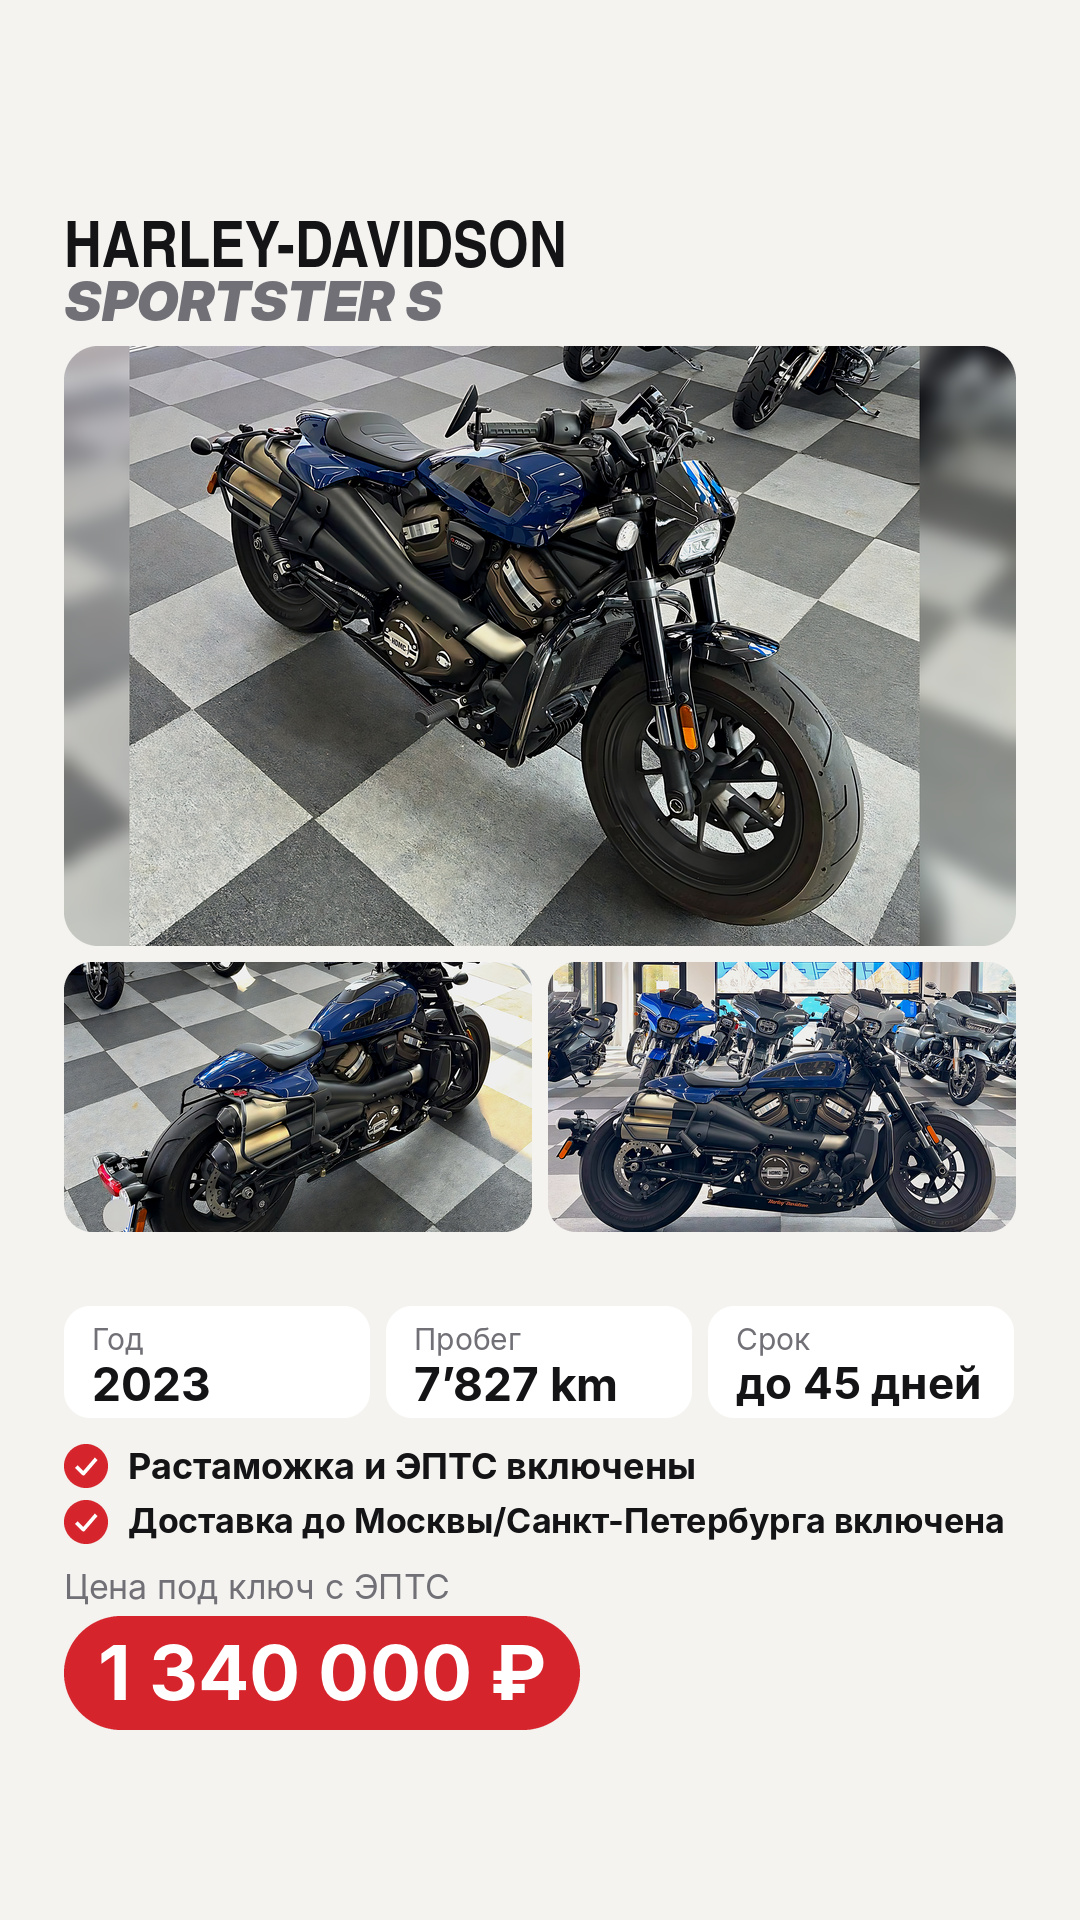 HARLEY-DAVIDSON
SPORTSTER S
Год
2023
Пробег
7’827 km
Срок
до 45 дней
Растаможка и ЭПТС включены
Доставка до Москвы/Санкт-Петербурга включена
Цена под ключ с ЭПТС
1 340 000 ₽